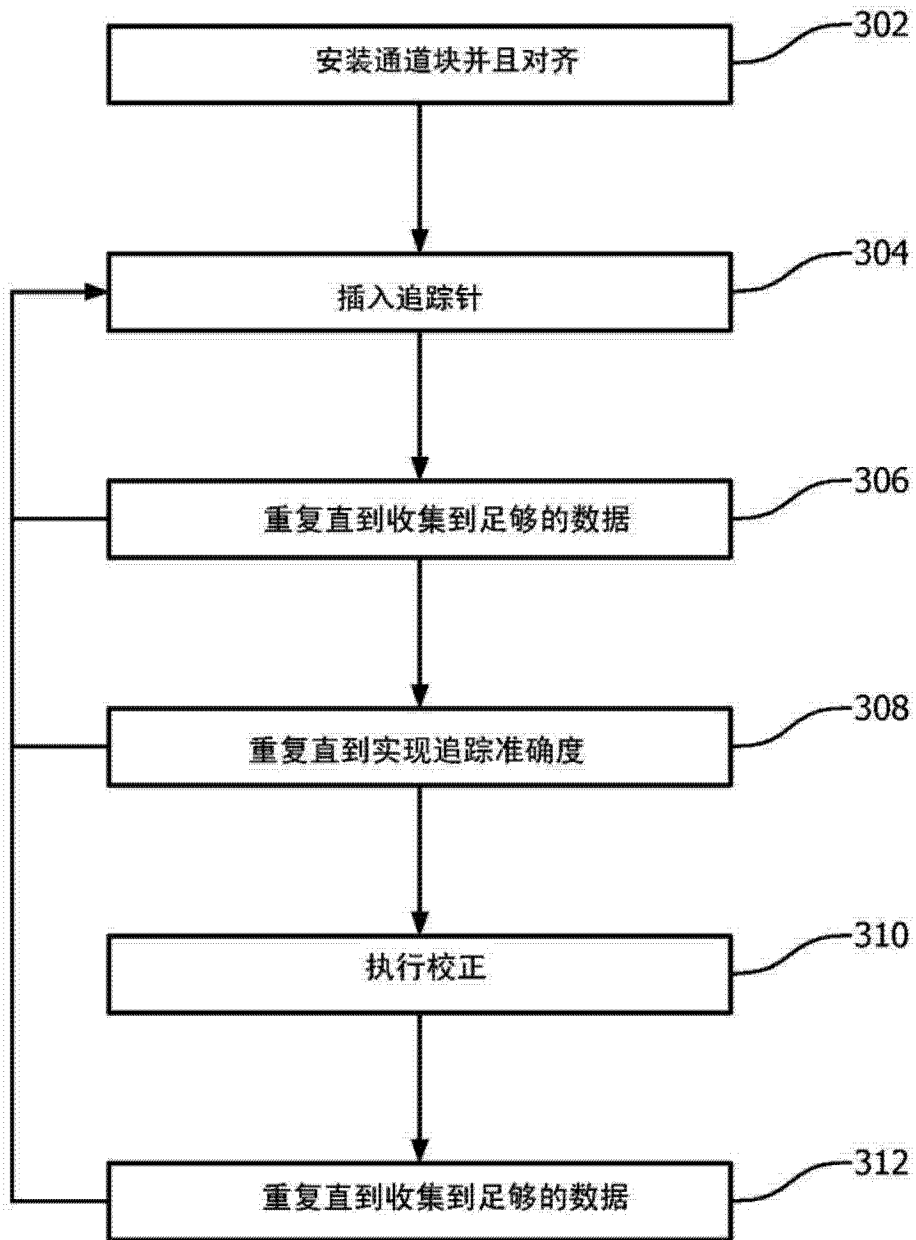 302
安装通道块并且对齐
304
插入追踪针
306
重复直到收集到足够的数据
308
重复直到实现追踪准确度
310
执行校正
312
重复直到收集到足够的数据